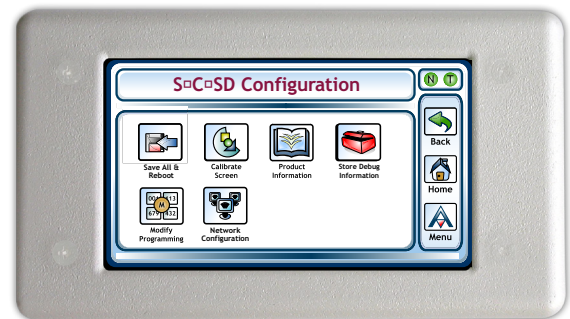 S▫C▫SD Configuration
N T
Save All &
Reboot
Calibrate
Screen
Product
Information
Store Debug
Information
Modify
Programming
Network
Configuration
M
Back
Home
Menu